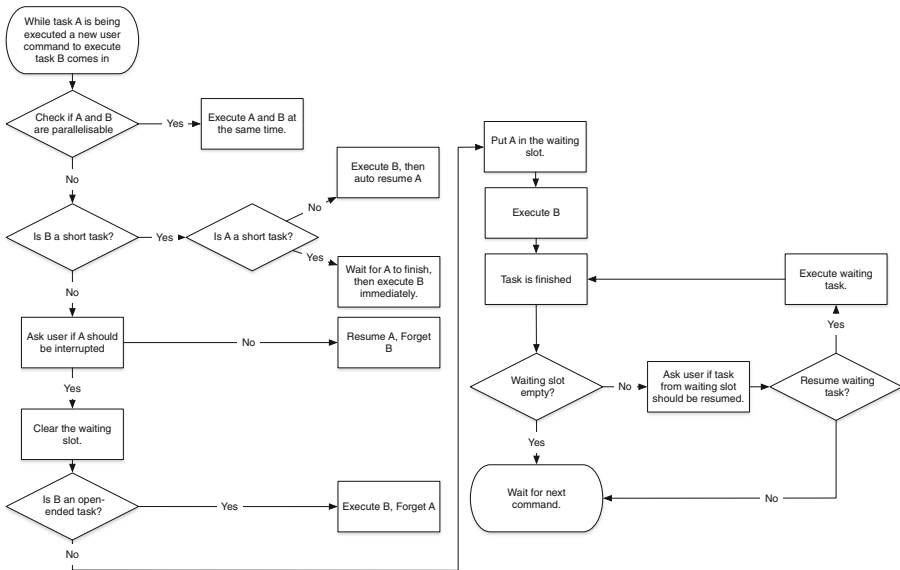 While task A is being
executed a new user
command to execute
task B comes in
Check if A and B
are parallelisable
Yes
Execute A and B at
the same time.
No
Is B a short task?
Yes
Is A a short task?
No
Execute B, then
auto resume A
Yes
Wait for A to finish,
then execute B
immediately.
No
Ask user if A should
be interrupted
No
Resume A, Forget
B
Yes
Clear the waiting
slot.
Is B an open-
ended task?
Yes
Execute B, Forget A
No
Put A in the waiting
slot.
Execute B
Task is finished
Waiting slot
empty?
No
Ask user if task
from waiting slot
should be resumed.
Resume waiting
task?
Yes
Execute waiting
task.
Yes
No
Wait for next
command.